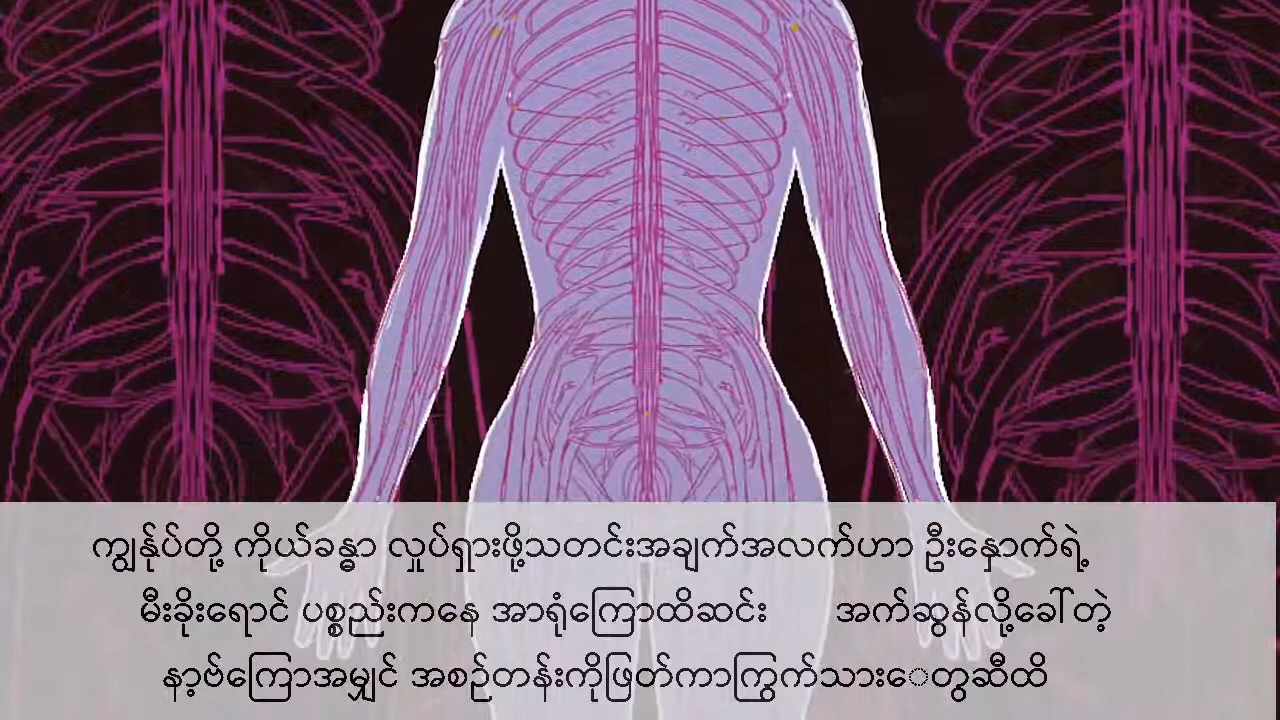 ကျွန်ုပ်တို့ ကိုယ်ခန္ဓာ လှုပ်ရှားဖို့သတင်းအချက်အလက်ဟာ ဦးနှောက်ရဲ့
မီးခိုးရောင် ပစ္စည်းကနေ အာရုံကြောထိဆင်း အက်ဆွန်လို့ခေါ်တဲ့
နာ့ဗ်ကြောအမျှင် အစဉ်တန်းကိုဖြတ်ကာကြွက်သားေတွဆီထိ